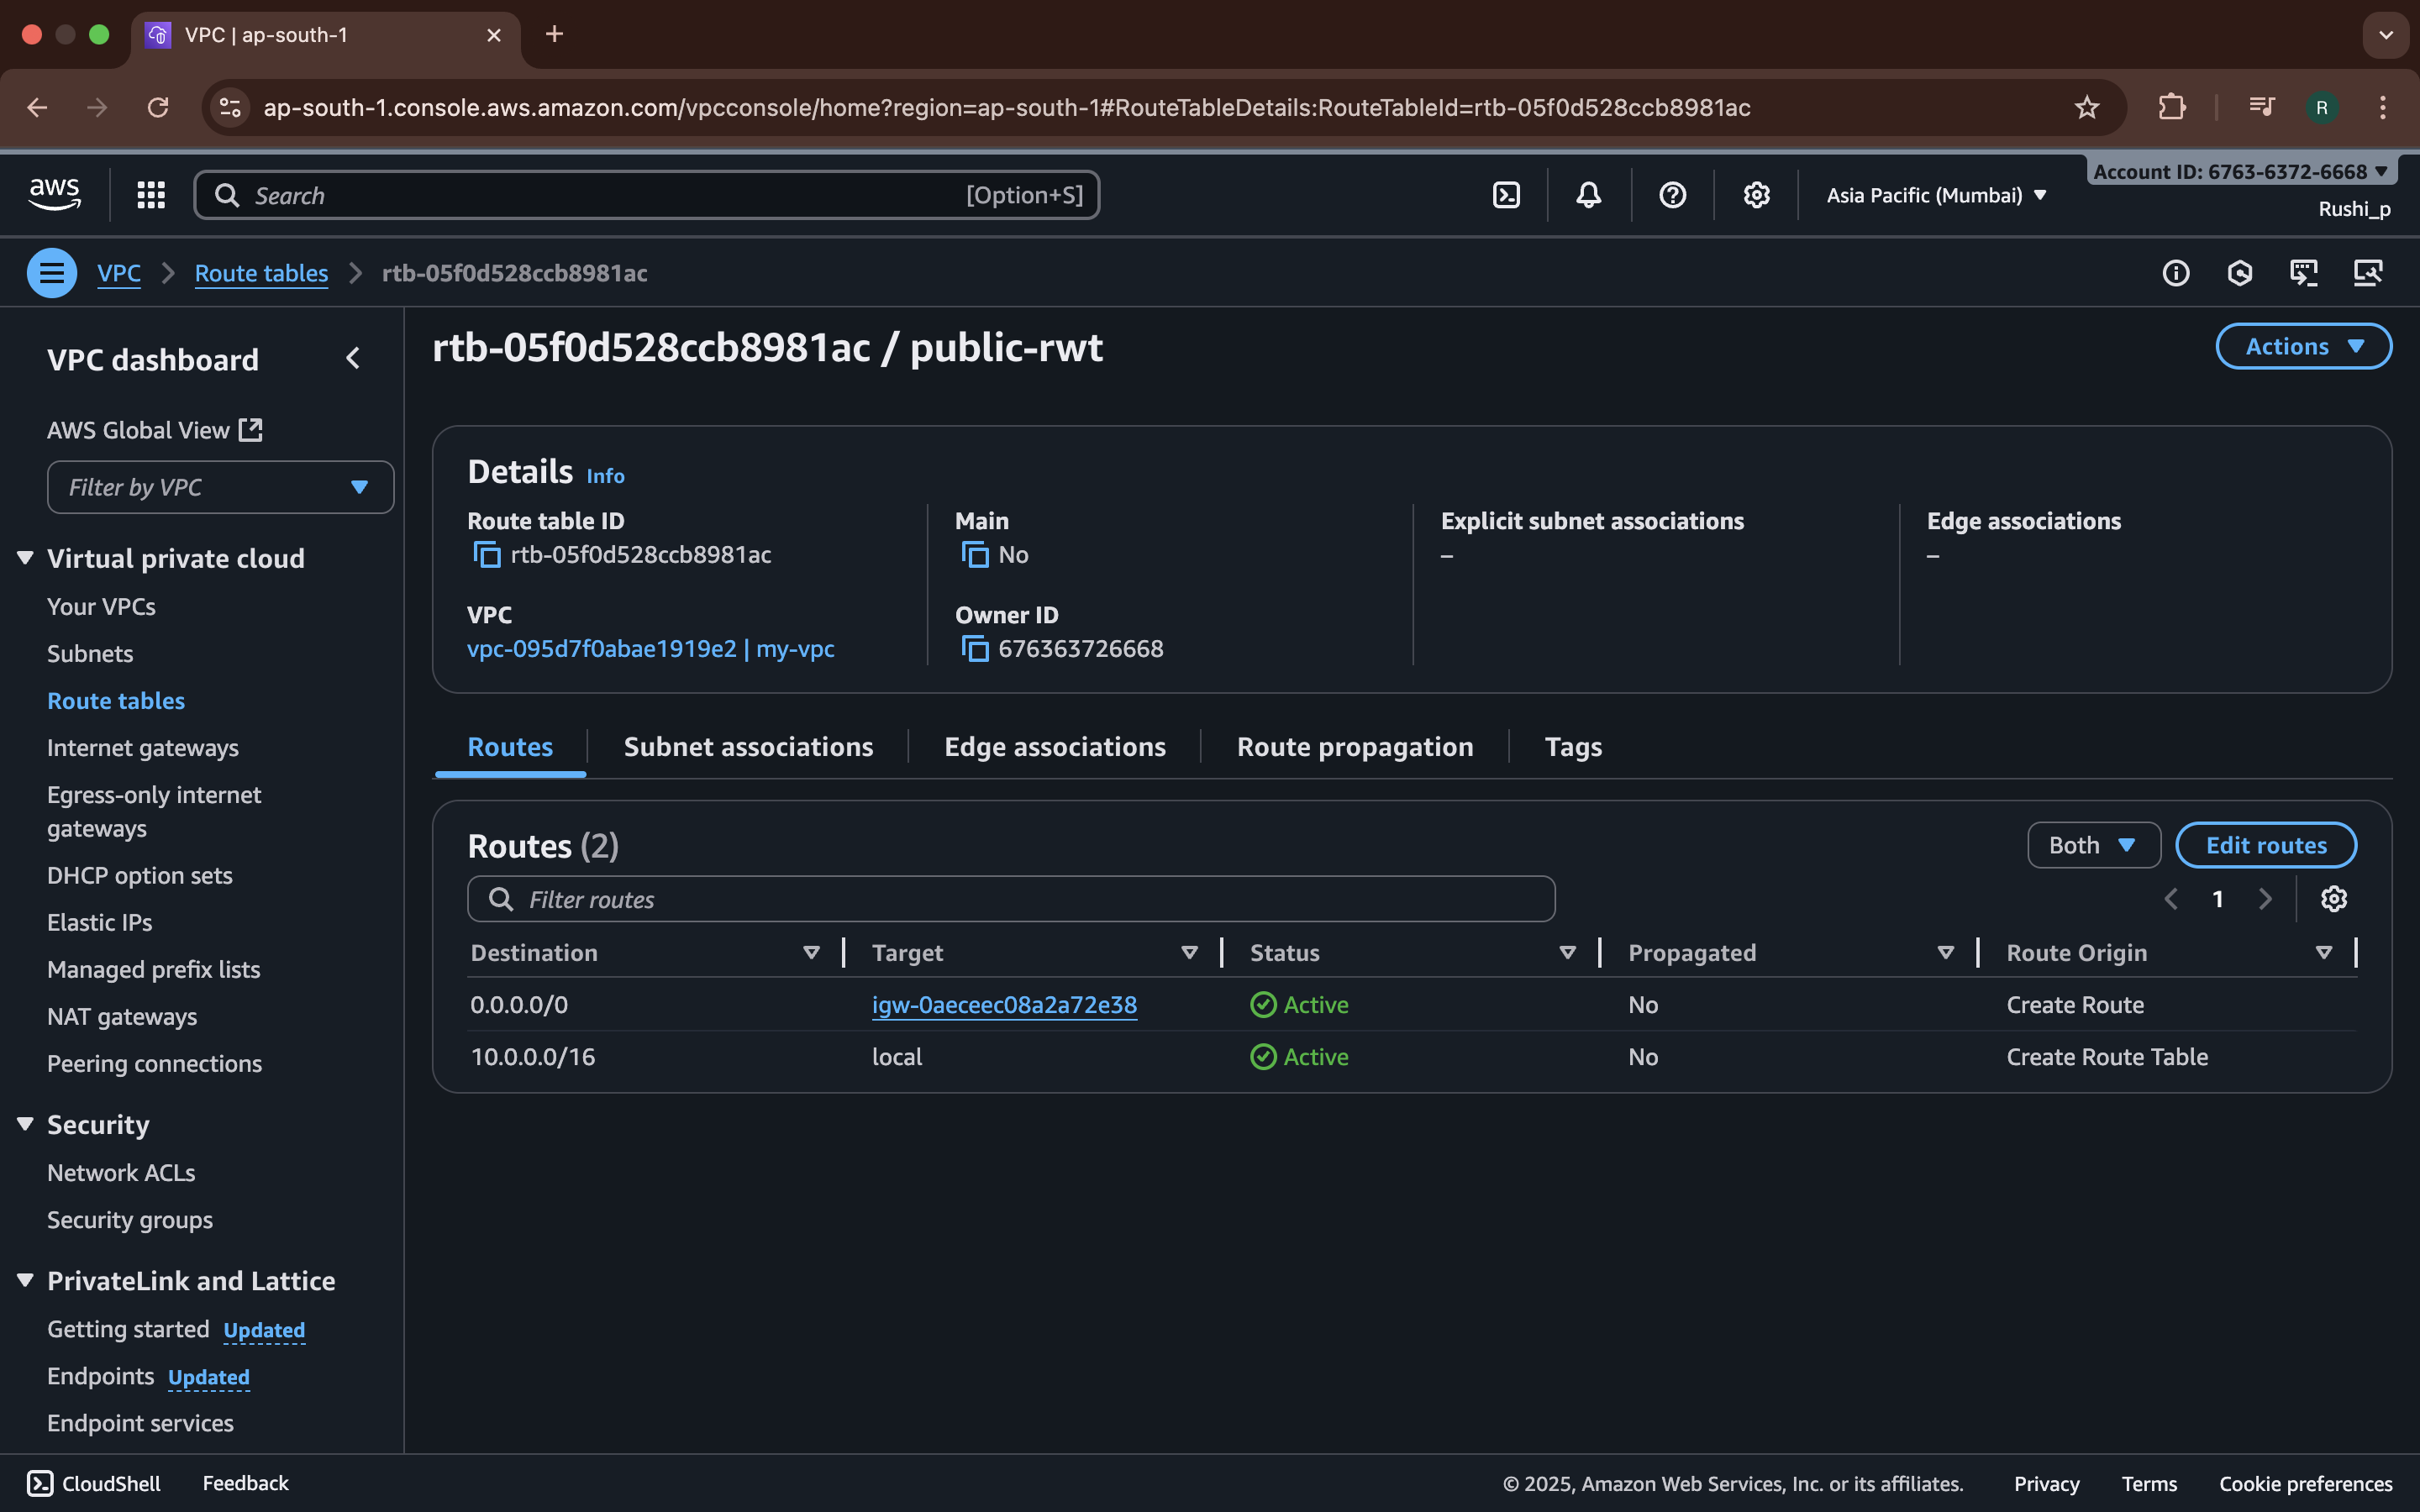 VPC | ap-south-1
ap-south-1.console.aws.amazon.com/vpcconsole/home?region=ap-south-1#RouteTableDetails:RouteTableId=rtb-05f0d528ccb8981ac
R
aws
Search
[Option+S]
Asia Pacific (Mumbai)
Account ID: 6763-6372-6668
Rushi_p
VPC
Route tables
rtb-05f0d528ccb8981ac
VPC dashboard
AWS Global View
Filter by VPC
Virtual private cloud
Your VPCs
Subnets
Route tables
Internet gateways
Egress-only internet
gateways
DHCP option sets
Elastic IPs
Managed prefix lists
NAT gateways
Peering connections
Security
Network ACLs
Security groups
PrivateLink and Lattice
Getting started Updated
Endpoints Updated
Endpoint services
rtb-05f0d528ccb8981ac / public-rwt
Actions
Details Info
Route table ID
rtb-05f0d528ccb8981ac
Main
No
Explicit subnet associations
–
Edge associations
–
VPC
vpc-095d7f0abae1919e2 | my-vpc
Owner ID
676363726668
Routes
Subnet associations
Edge associations
Route propagation
Tags
Routes (2)
Both
Edit routes
Filter routes
1
Destination Target Status Propagated Route Origin
0.0.0.0/0 igw-0aeceec08a2a72e38 Active No Create Route
10.0.0.0/16 local Active No Create Route Table
CloudShell
Feedback
© 2025, Amazon Web Services, Inc. or its affiliates.
Privacy
Terms
Cookie preferences